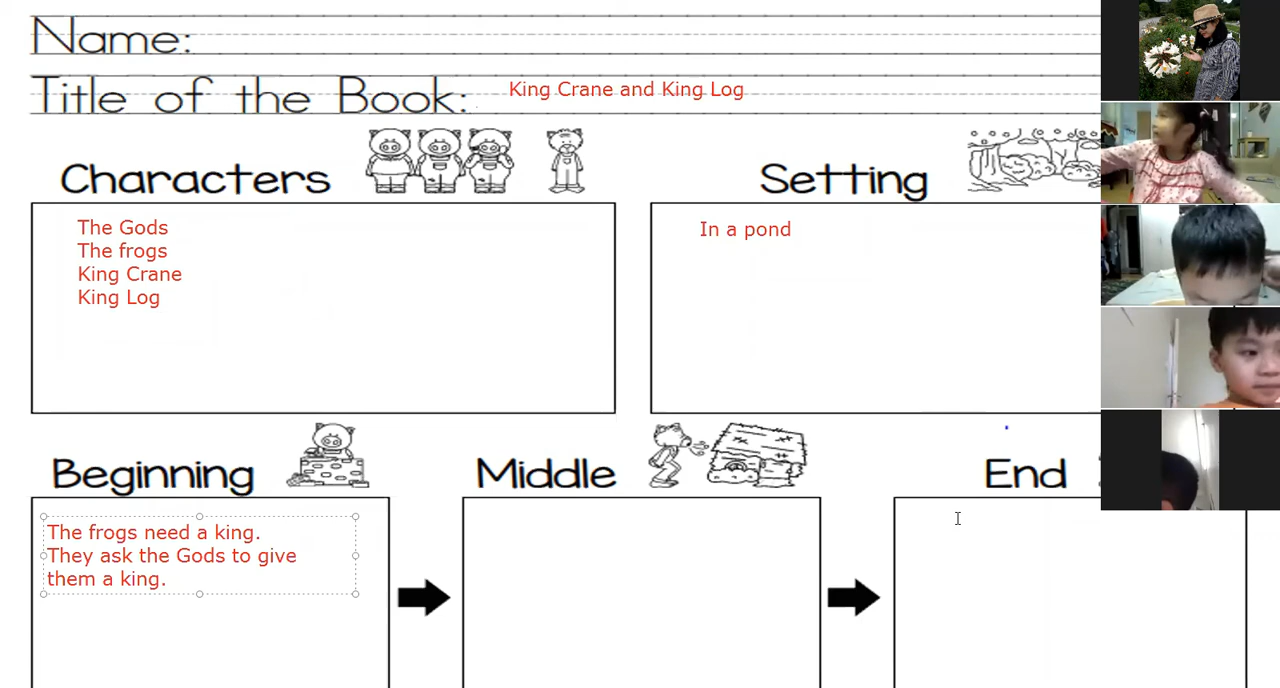 Name:
Title of the Book: King Crane and King Log
Characters
Setting
The Gods
The frogs
King Crane
King Log
In a pond
Beginning
Middle
End
The frogs need a king.
They ask the Gods to give
them a king.